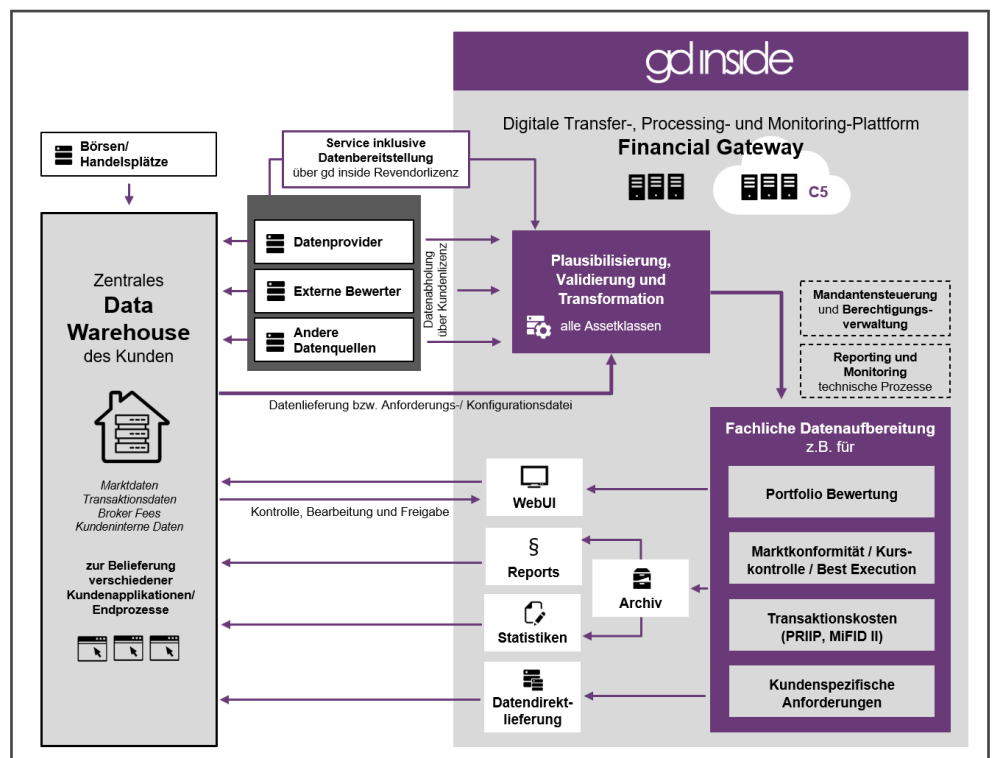 gd inside
Digitale Transfer-, Processing- und Monitoring-Plattform
Financial Gateway
C5
Börsen/
Handelsplätze
Service inklusive
Datenbereitstellung
über gd inside Revendorlizenz
Datenprovider
Externe Bewerter
Andere
Datenquellen
Datenabholung
über Kundenlizenz
Plausibilisierung,
Validierung und
Transformation
alle Assetklassen
Mandantensteuerung
und Berechtigungs-
verwaltung
Reporting und
Monitoring
technische Prozesse
Zentrales
Data
Warehouse
des Kunden
Marktdaten
Transaktionsdaten
Broker Fees
Kundeninterne Daten
zur Belieferung
verschiedener
Kundenapplikationen/
Endprozesse
Datenlieferung bzw. Anforderungs-/ Konfigurationsdatei
Kontrolle, Bearbeitung und Freigabe
WebUI
§
Reports
Archiv
Statistiken
Datendirekt-
lieferung
Fachliche Datenaufbereitung
z.B. für
Portfolio Bewertung
Marktkonformität / Kurs-
kontrolle / Best Execution
Transaktionskosten
(PRIIP, MiFID II)
Kundenspezifische
Anforderungen